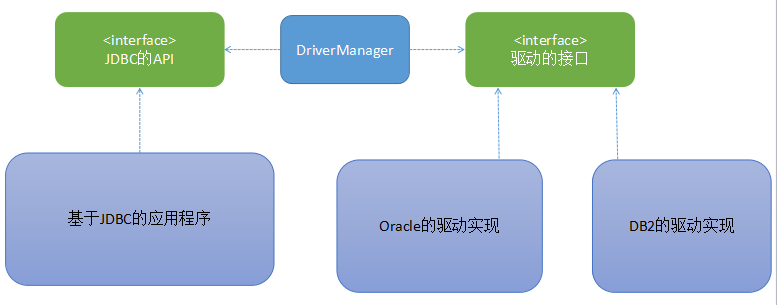 <interface>
JDBC的API
DriverManager
<interface>
驱动的接口
基于JDBC的应用程序
Oracle的驱动实现
DB2的驱动实现